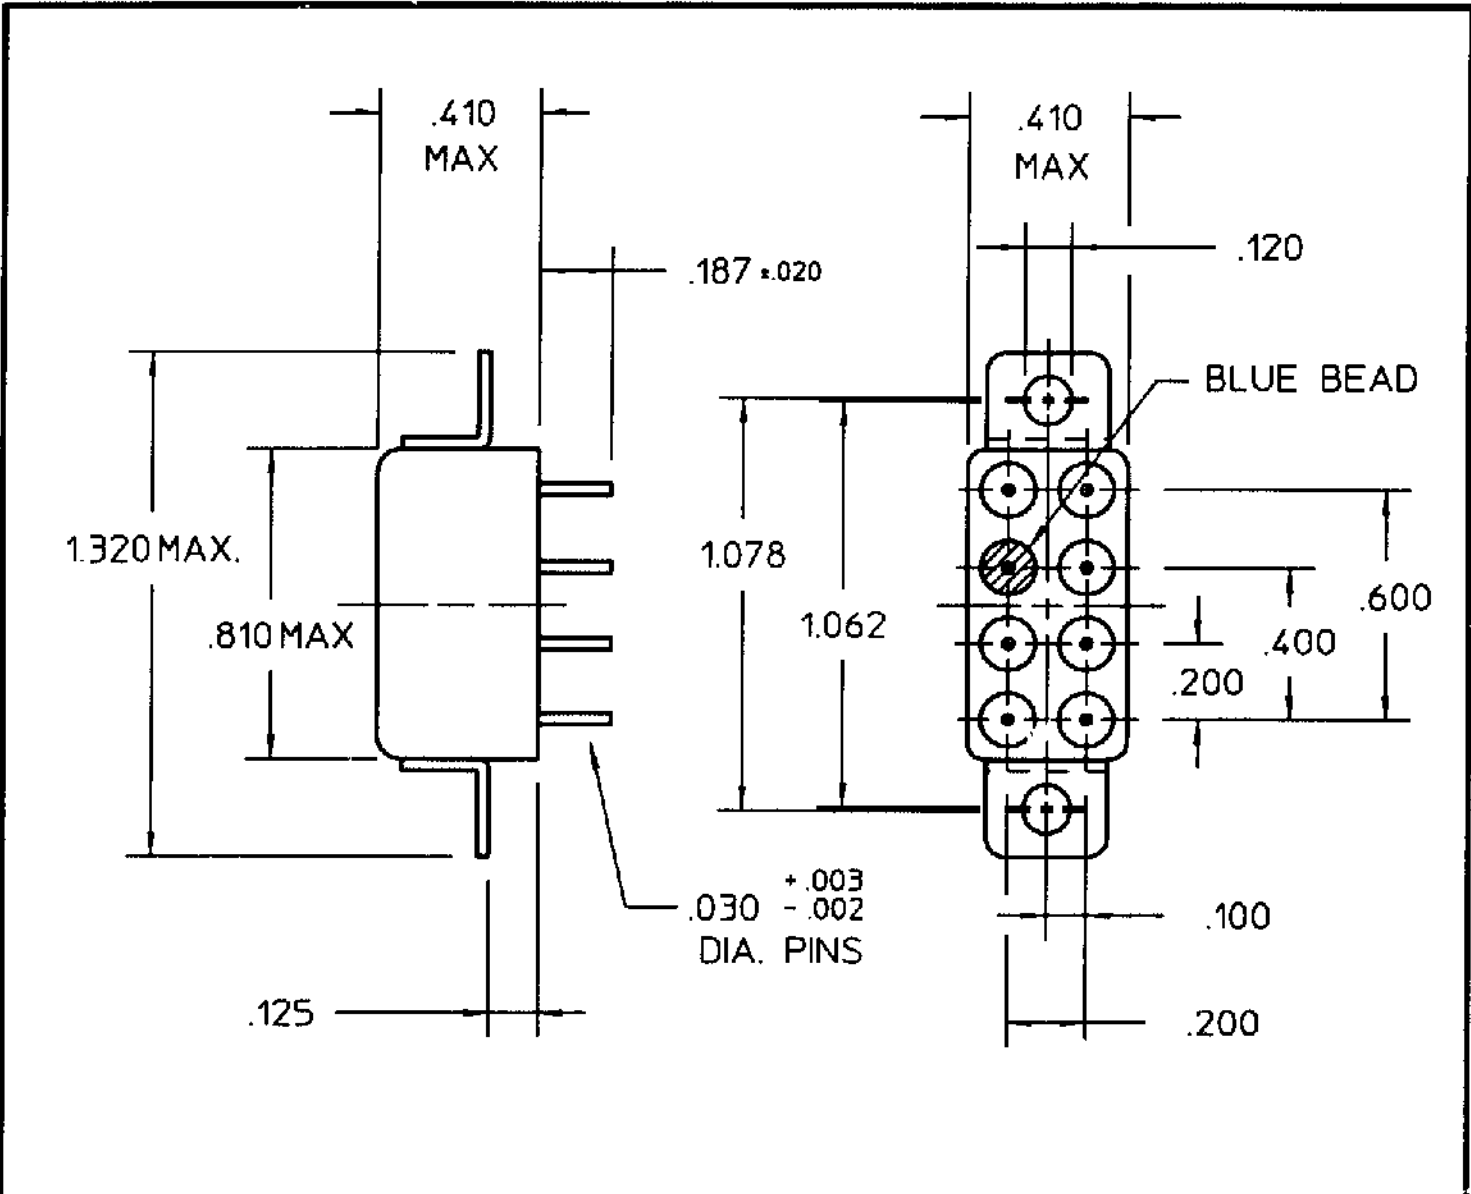 .410
MAX
.410
MAX
.120
.187 ±.020
BLUE BEAD
1.320 MAX.
1.078
.600
1.062
.400
.810 MAX
.200
+ .003
.030 - .002
DIA. PINS
.100
.125
.200